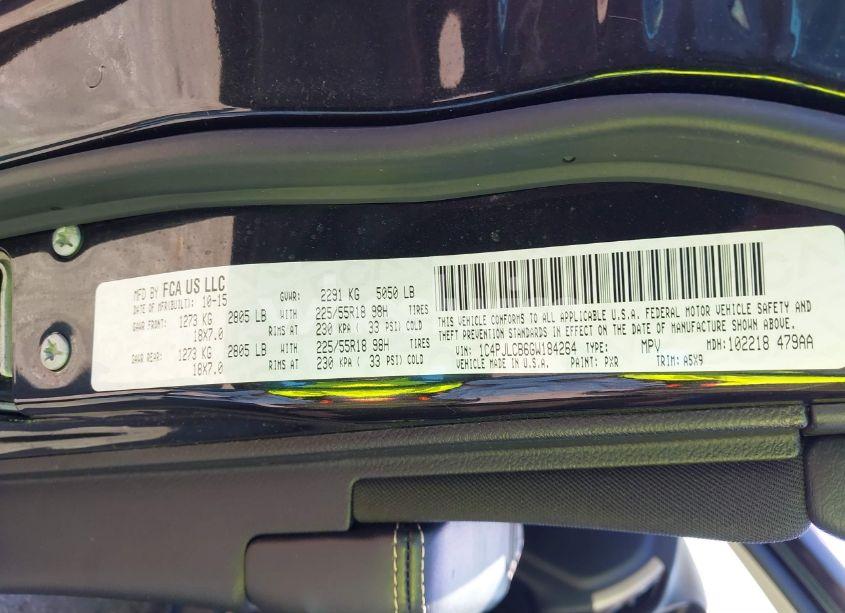 MFD BY FCA US LLC
DATE OF MFR(BUILT): 10-15 GVWR: 2291 KG 5050 LB
GAWR FRONT: 1273 KG 2805 LB WITH 225/55R18 98H TIRES
18X7.0 RIMS AT 230 KPA ( 33 PSI) COLD
GAWR REAR: 1273 KG 2805 LB WITH 225/55R18 98H TIRES
18X7.0 RIMS AT 230 KPA ( 33 PSI) COLD
THIS VEHICLE CONFORMS TO ALL APPLICABLE U.S.A. FEDERAL MOTOR VEHICLE SAFETY AND
THEFT PREVENTION STANDARDS IN EFFECT ON THE DATE OF MANUFACTURE SHOWN ABOVE.
VIN: 1C4PJLCB6GW184264 TYPE: MPV MDH: 102218 479AA
VEHICLE MADE IN U.S.A. PAINT: PXR TRIM: A5X9